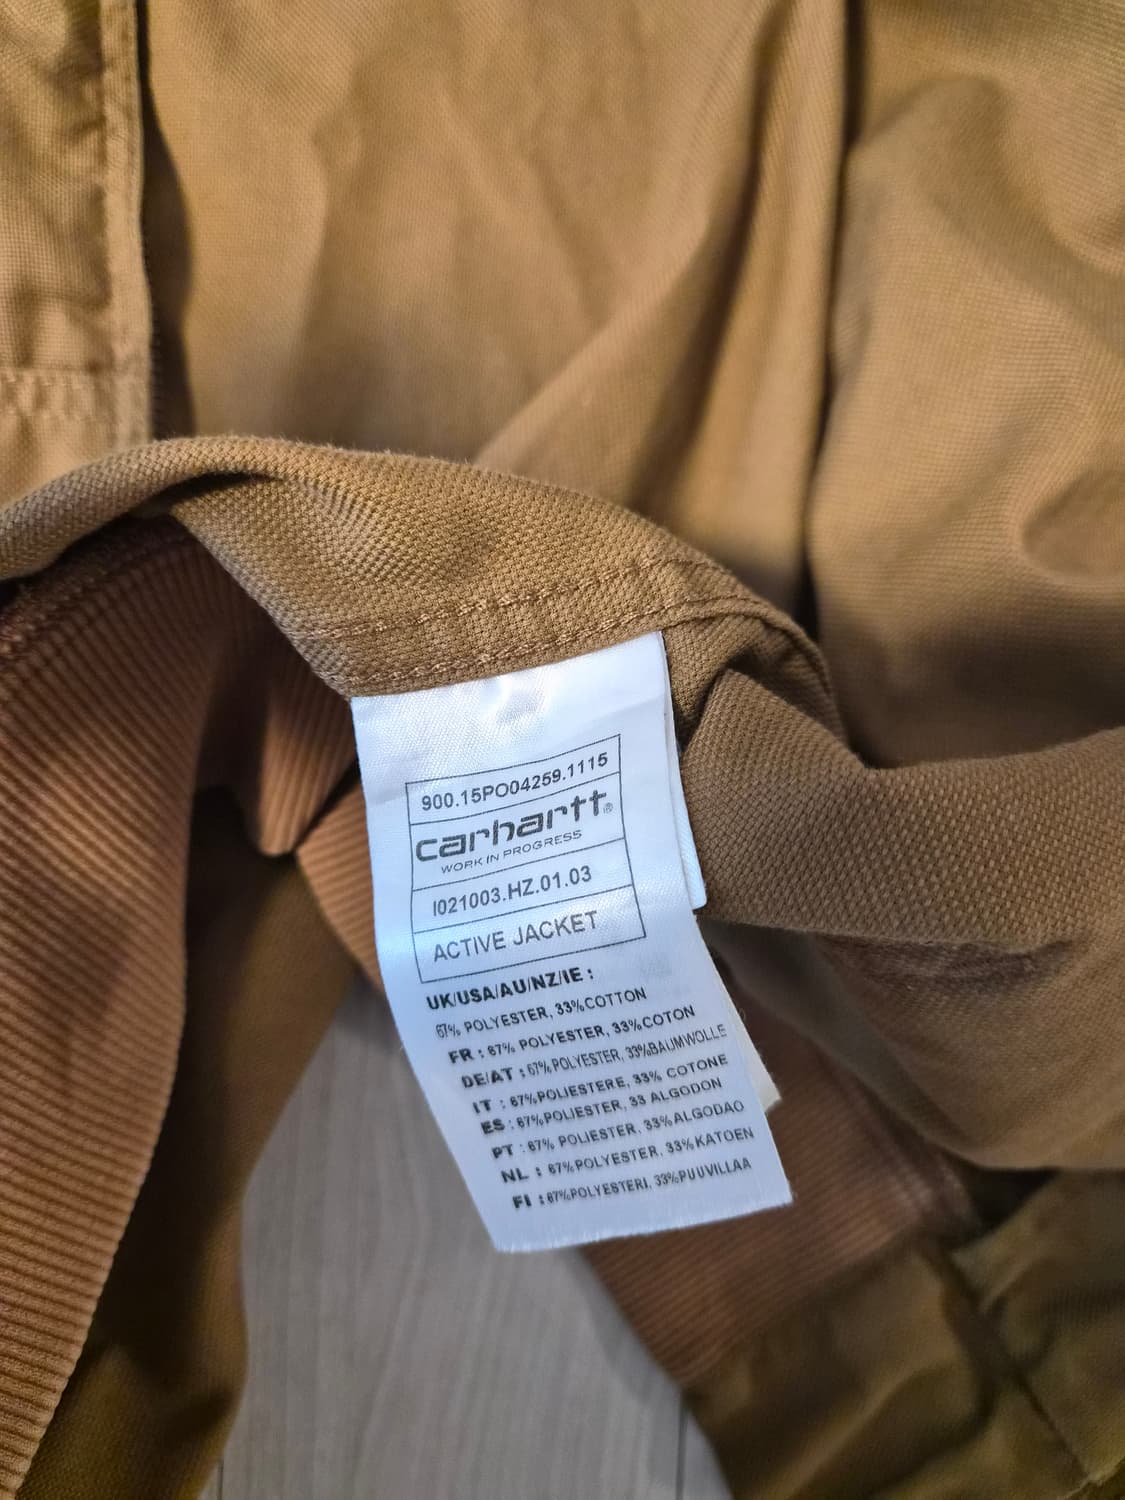 900.15PO04259.1115
carhartt®
WORK IN PROGRESS
I021003.HZ.01.03
ACTIVE JACKET
UK/USA/AU/NZ/IE :
67% POLYESTER, 33%COTTON
FR : 67% POLYESTER, 33%COTON
DE/AT : 67% POLYESTER, 33%BAUMWOLLE
IT : 67%POLIESTERE, 33% COTONE
ES : 67%POLIESTER, 33 ALGODON
PT : 67% POLIESTER, 33%ALGODAO
NL : 67%POLYESTER, 33%KATOEN
FI : 67%POLYESTERI, 33%PUUVILLAA